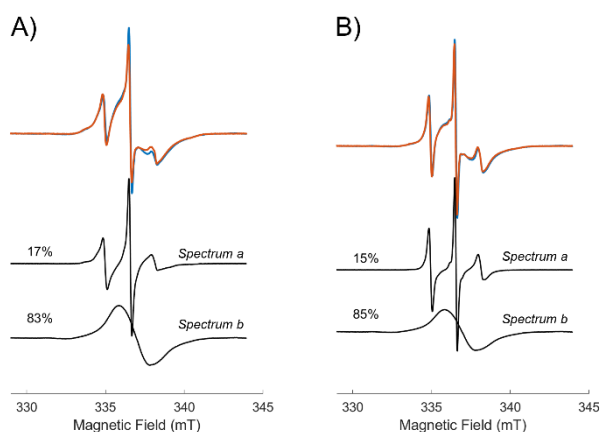 A)
17%
Spectrum a
83%
Spectrum b
330
335
340
345
Magnetic Field (mT)
B)
15%
Spectrum a
85%
Spectrum b
330
335
340
345
Magnetic Field (mT)